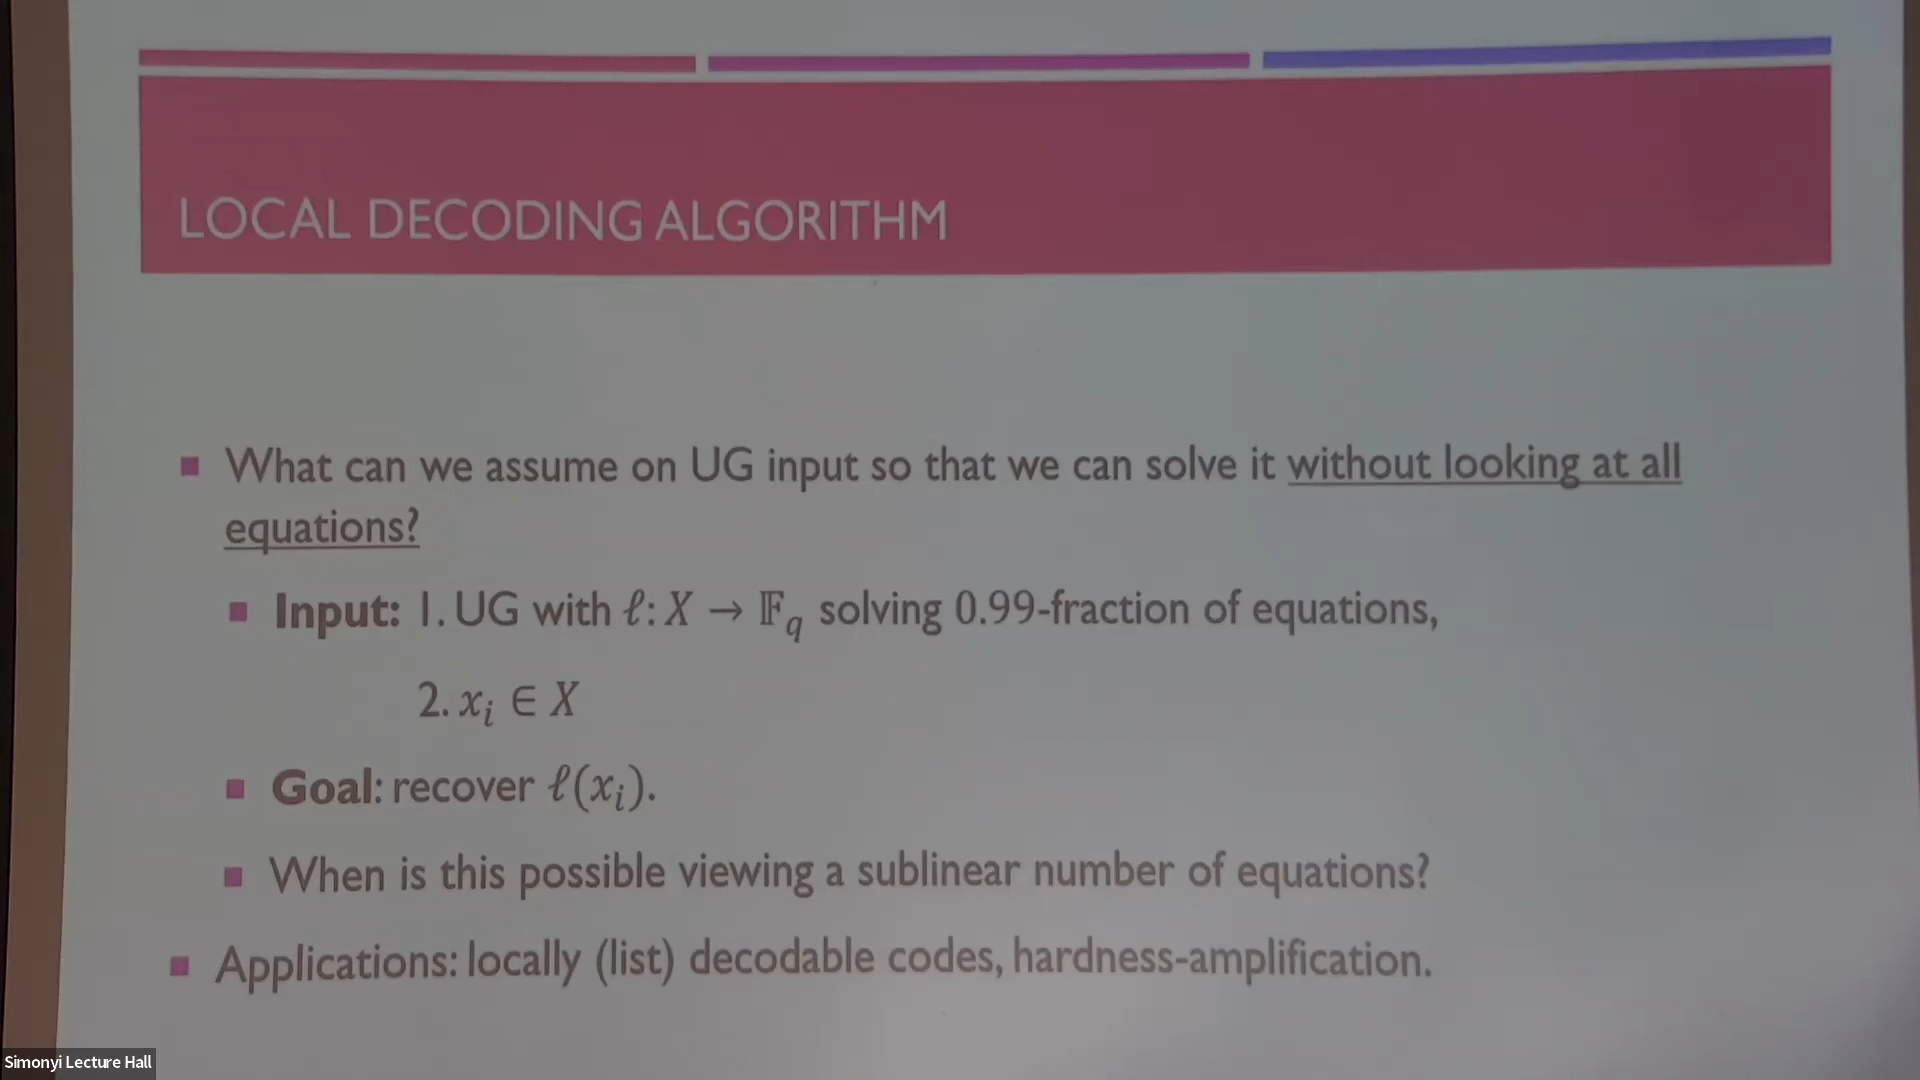 LOCAL DECODING ALGORITHM
What can we assume on UG input so that we can solve it without looking at all
equations?
Input: 1. UG with ℓ: X → 𝔽_q solving 0.99-fraction of equations,
2. x_i ∈ X
Goal: recover ℓ(x_i).
When is this possible viewing a sublinear number of equations?
Applications: locally (list) decodable codes, hardness-amplification.
Simonyi Lecture Hall